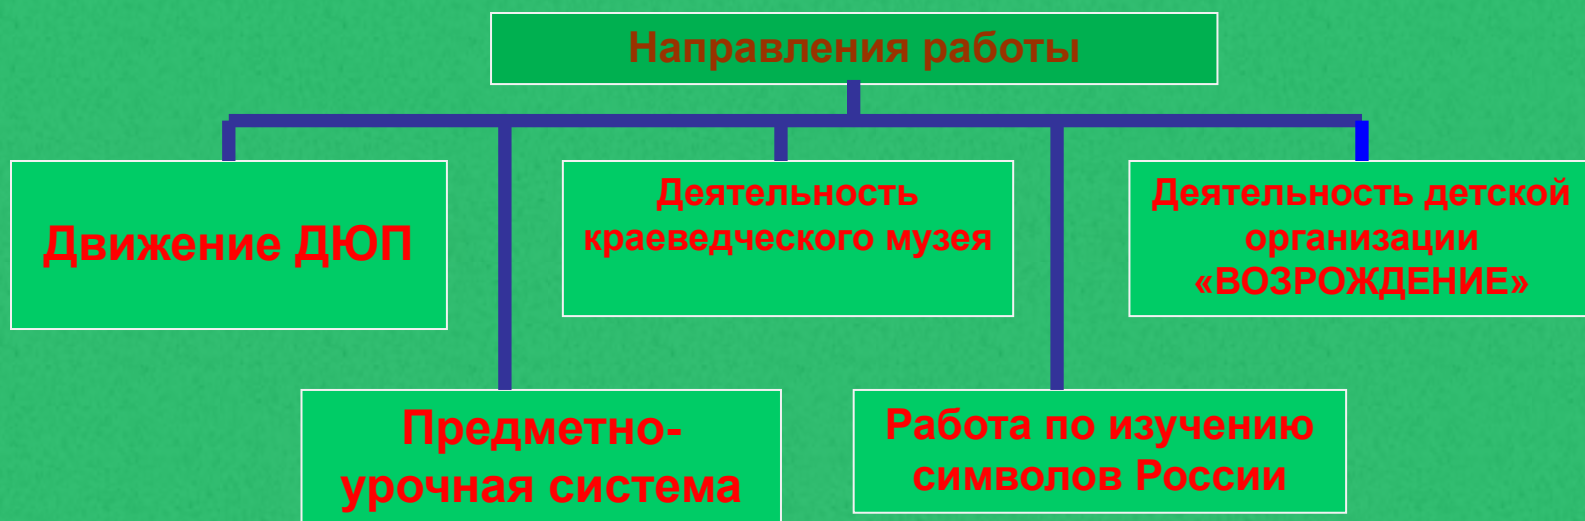 Направления работы
Движение ДЮП
Деятельность
краеведческого музея
Деятельность детской
организации
«ВОЗРОЖДЕНИЕ»
Предметно-
урочная система
Работа по изучению
символов России